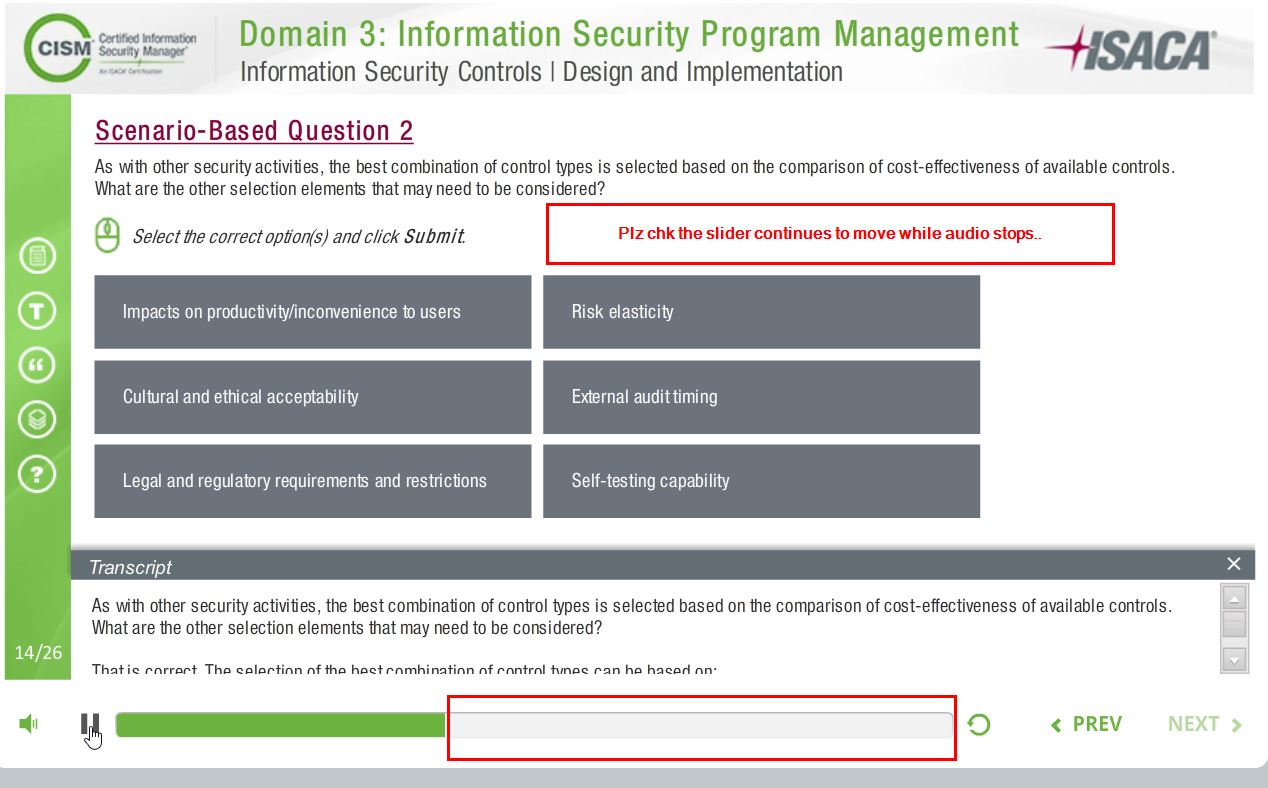 CISM Certified Information
Security Manager®
An ISACA® Certification
Domain 3: Information Security Program Management
Information Security Controls | Design and Implementation
ISACA®
Scenario-Based Question 2
As with other security activities, the best combination of control types is selected based on the comparison of cost-effectiveness of available controls.
What are the other selection elements that may need to be considered?
Select the correct option(s) and click Submit.
Plz chk the slider continues to move while audio stops..
Impacts on productivity/inconvenience to users
Risk elasticity
Cultural and ethical acceptability
External audit timing
Legal and regulatory requirements and restrictions
Self-testing capability
T
“
?
14/26
Transcript
As with other security activities, the best combination of control types is selected based on the comparison of cost-effectiveness of available controls.
What are the other selection elements that may need to be considered?
That is correct. The selection of the best combination of control types can be based on:
PREV
NEXT